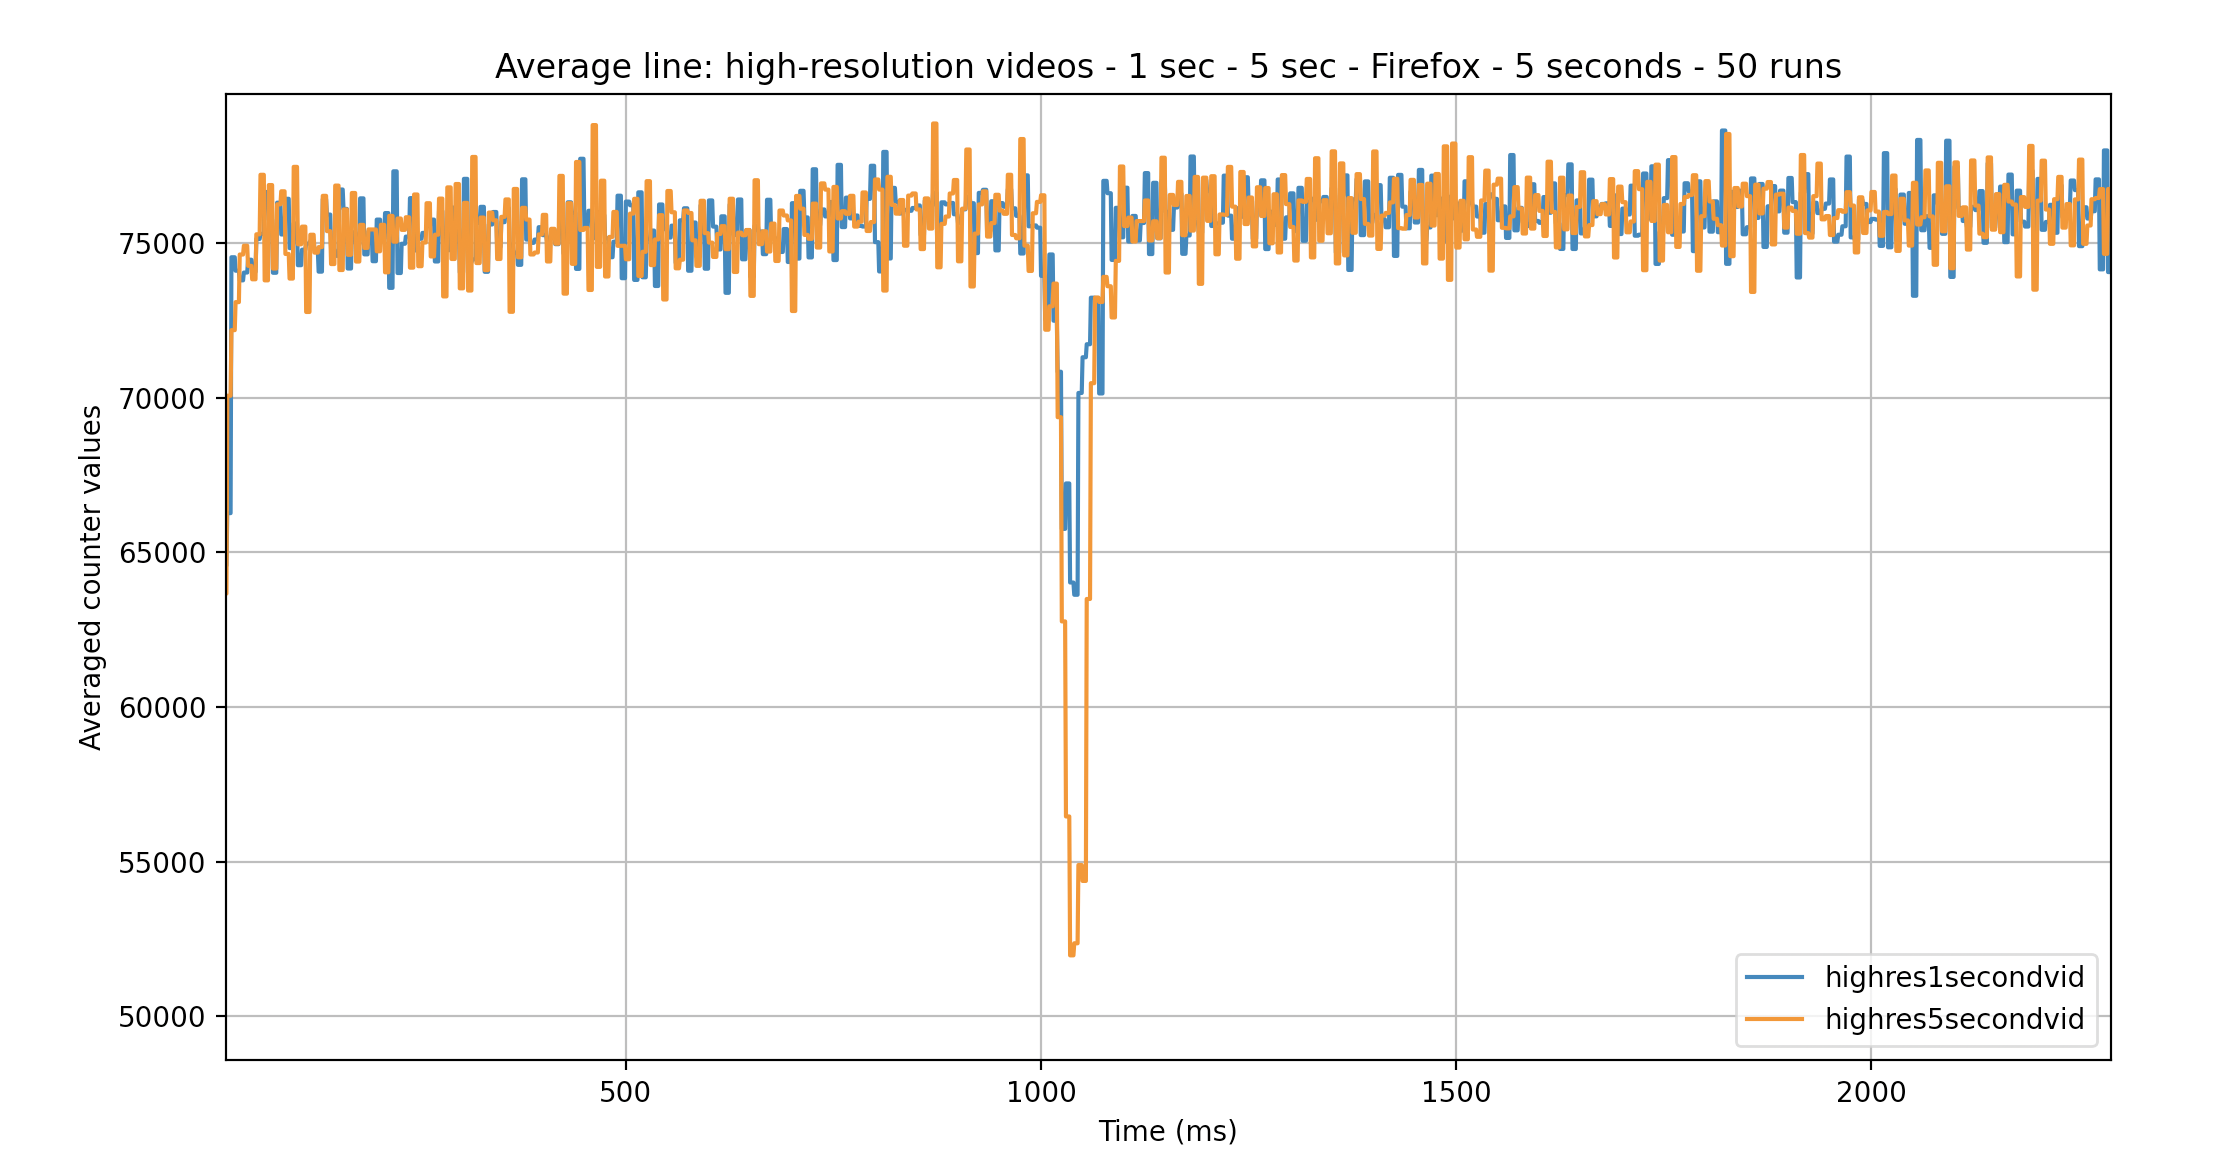 Average line: high-resolution videos - 1 sec - 5 sec - Firefox - 5 seconds - 50 runs
Averaged counter values
75000
70000
65000
60000
55000
50000
500
1000
1500
2000
Time (ms)
highres1secondvid
highres5secondvid